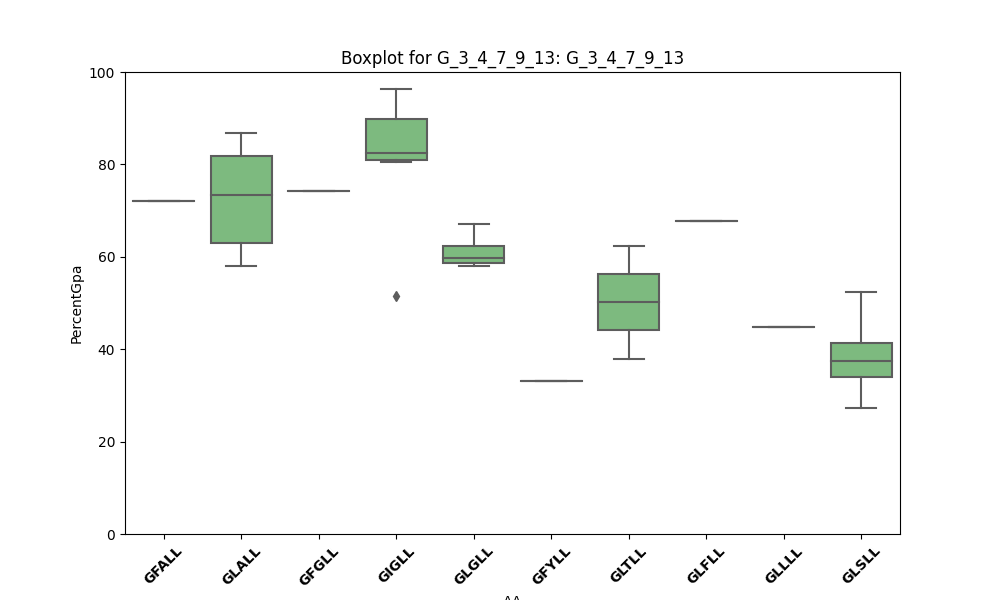 Boxplot for G_3_4_7_9_13: G_3_4_7_9_13
PercentGpa
100
80
60
40
20
0
GFALL GLALL GFGLL GIGLL GLGLL GFYLL GLTLL GLFLL GLLLL GLSLL
AA